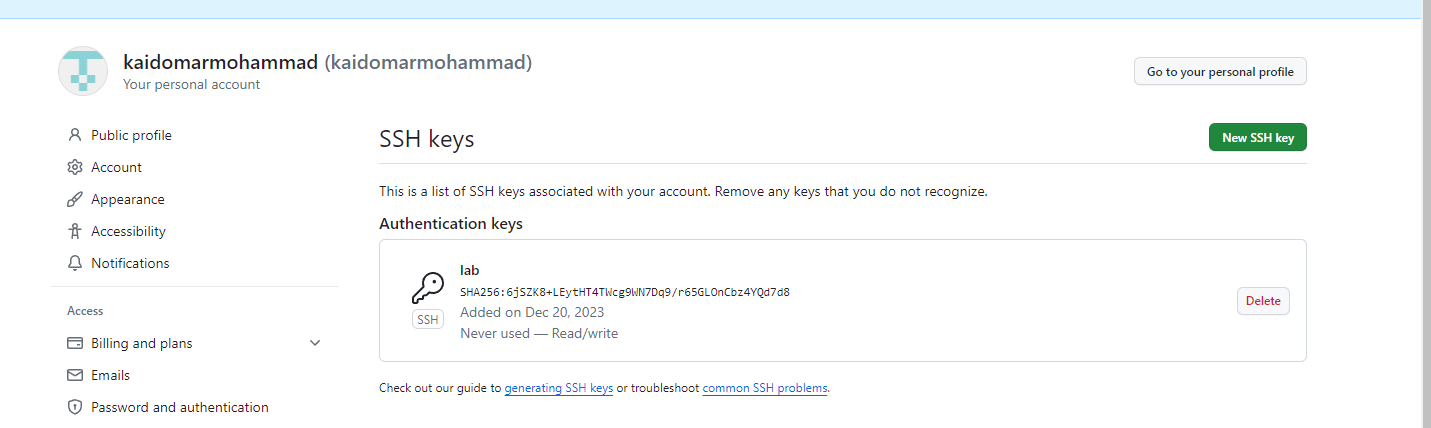 kaidomarmohammad (kaidomarmohammad)
Your personal account
Go to your personal profile
Public profile
Account
Appearance
Accessibility
Notifications
Access
Billing and plans
Emails
Password and authentication
SSH keys
New SSH key
This is a list of SSH keys associated with your account. Remove any keys that you do not recognize.
Authentication keys
lab
SHA256:6jSZK8+LEytHT4TWcg9WN7Dq9/r65GLOnCbz4YQd7d8
Added on Dec 20, 2023
Never used — Read/write
SSH
Delete
Check out our guide to generating SSH keys or troubleshoot common SSH problems.